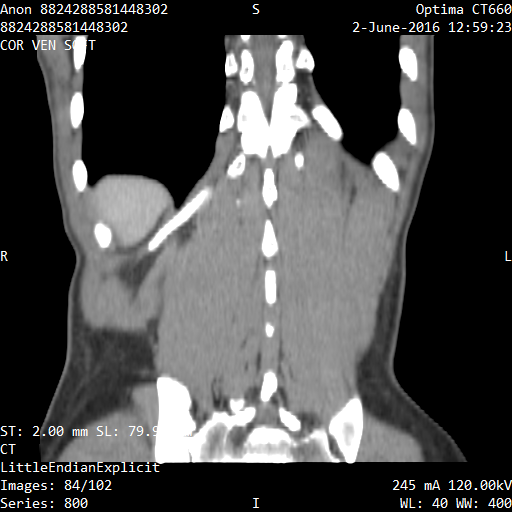 Anon 8824288581448302
S
Optima CT660
8824288581448302
2-June-2016 12:59:23
COR VEN SOFT
R
L
ST: 2.00 mm SL: 79.9
CT
LittleEndianExplicit
Images: 84/102
245 mA 120.00kV
Series: 800
I
WL: 40 WW: 400